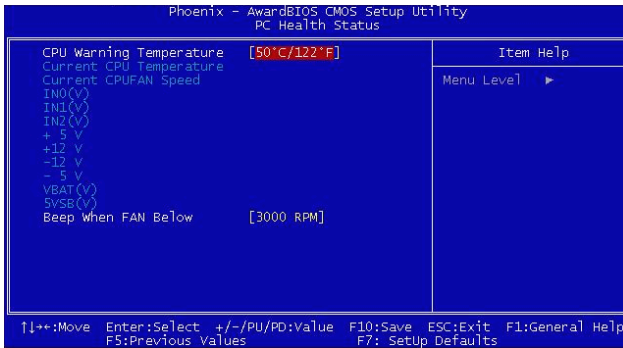 Phoenix - AwardBIOS CMOS Setup Utility
PC Health Status
CPU Warning Temperature [50°C/122°F]
Current CPU Temperature
Current CPUFAN Speed
IN0(V)
IN1(V)
IN2(V)
+ 5 V
+12 V
-12 V
- 5 V
VBAT(V)
5VSB(V)
Beep When FAN Below [3000 RPM]
Item Help
Menu Level ►
↑↓→←:Move Enter:Select +/-/PU/PD:Value F10:Save ESC:Exit F1:General Help
F5:Previous Values F7: SetUp Defaults